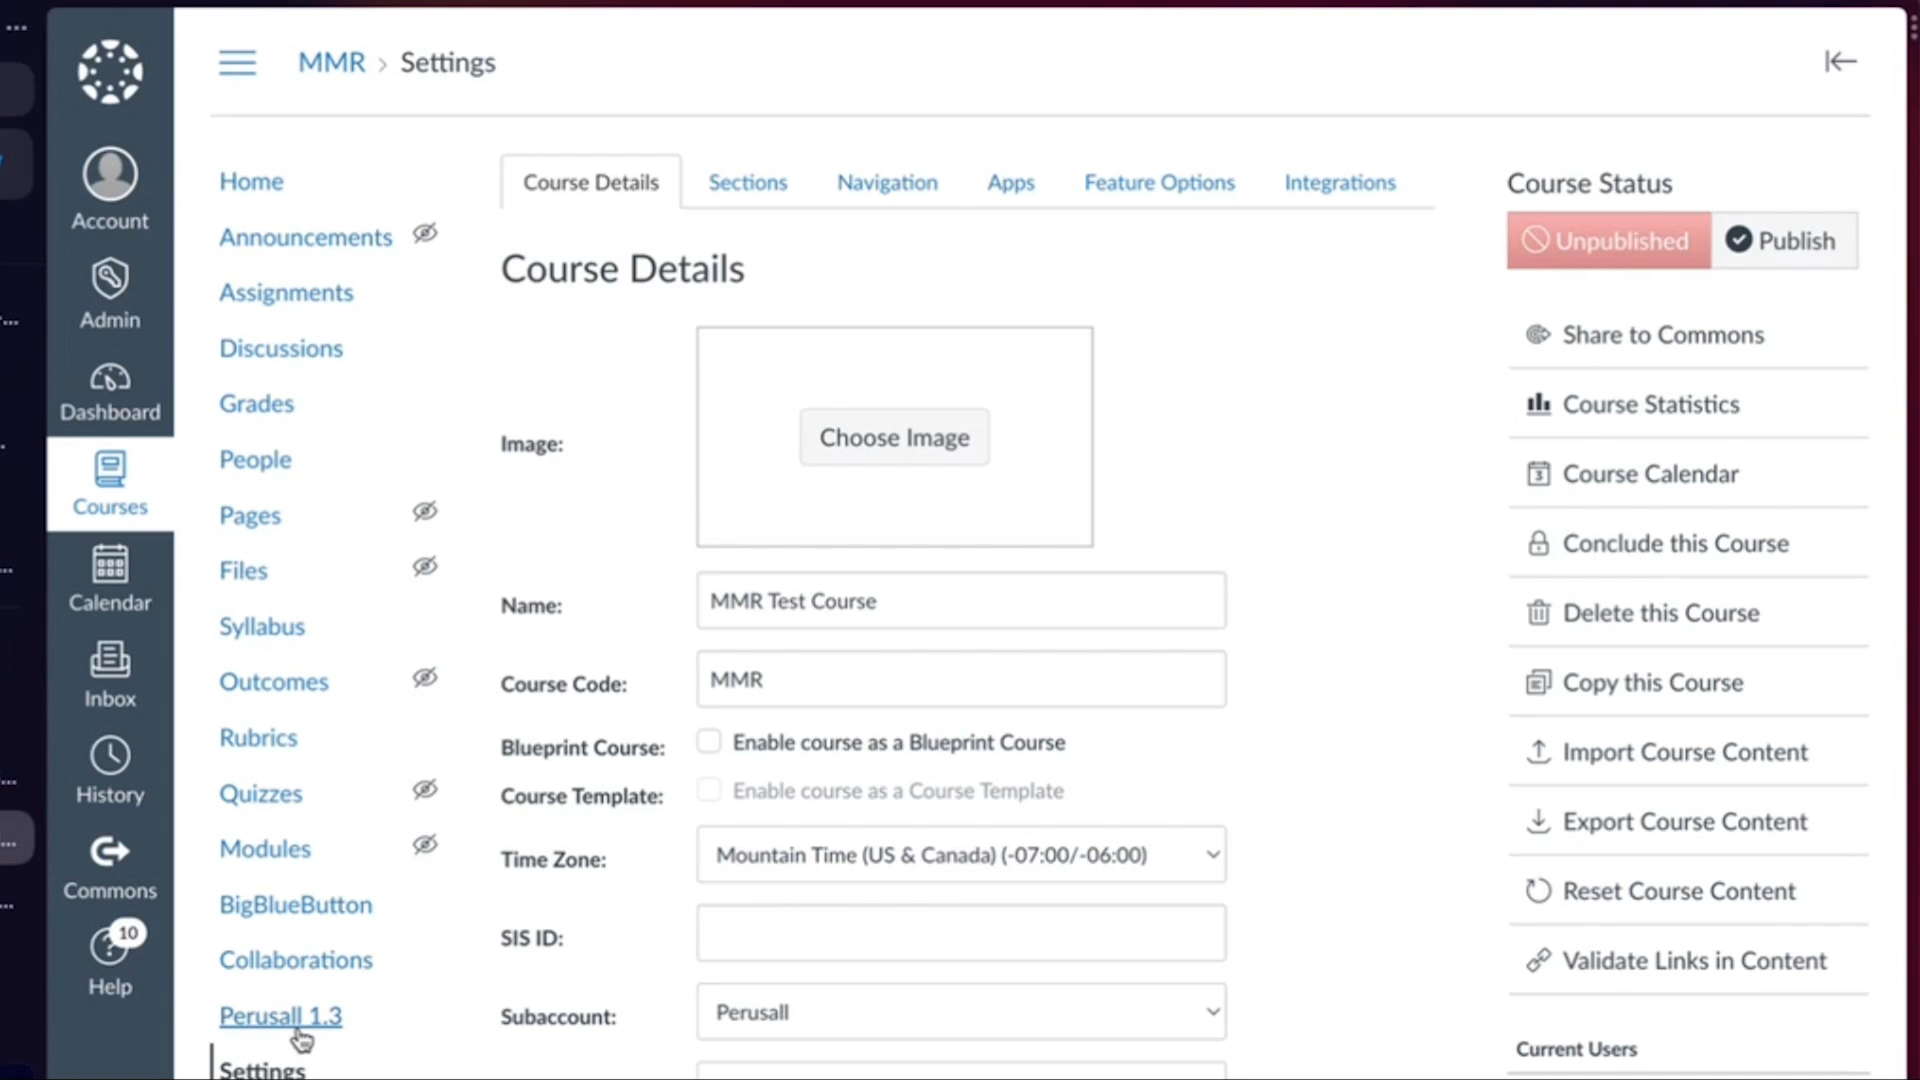 MMR > Settings
Account
Admin
Dashboard
Courses
Calendar
Inbox
History
Commons
10
Help
Home
Announcements
Assignments
Discussions
Grades
People
Pages
Files
Syllabus
Outcomes
Rubrics
Quizzes
Modules
BigBlueButton
Collaborations
Perusall 1.3
Settings
Course Details Sections Navigation Apps Feature Options Integrations
Course Details
Image: Choose Image
Name: MMR Test Course
Course Code: MMR
Blueprint Course: Enable course as a Blueprint Course
Course Template: Enable course as a Course Template
Time Zone: Mountain Time (US & Canada) (-07:00/-06:00)
SIS ID:
Subaccount: Perusall
Course Status
Unpublished Publish
Share to Commons
Course Statistics
Course Calendar
Conclude this Course
Delete this Course
Copy this Course
Import Course Content
Export Course Content
Reset Course Content
Validate Links in Content
Current Users